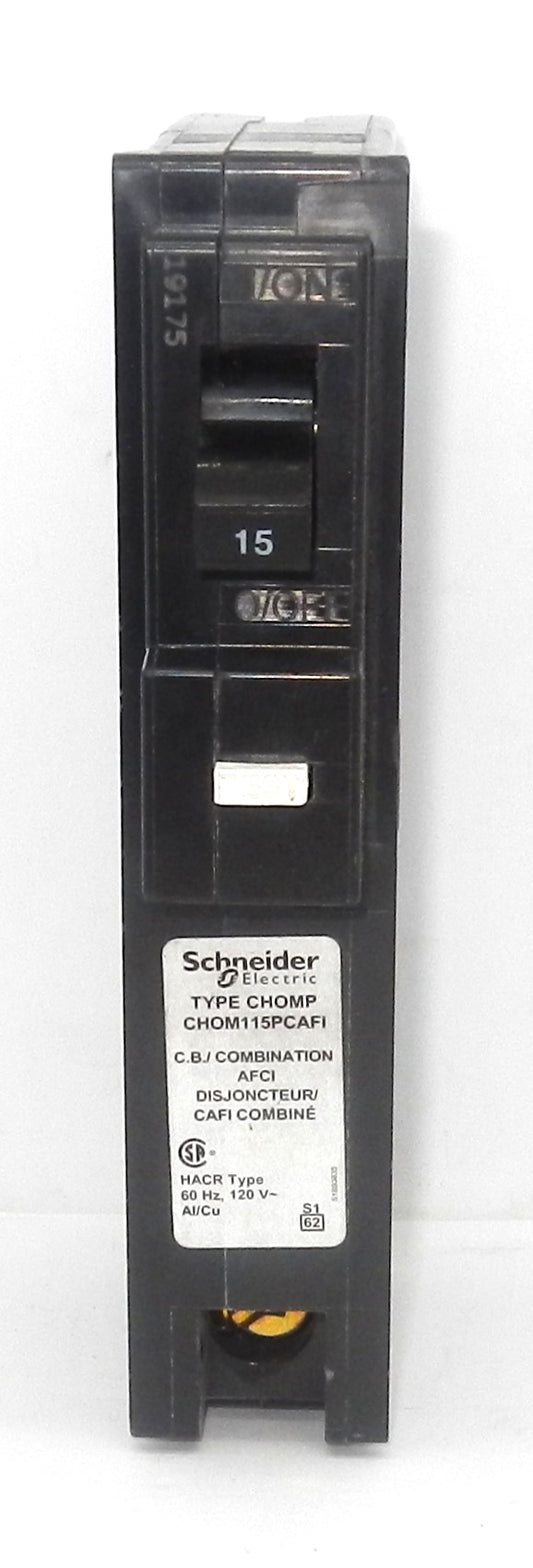 19175
I/ON
15
O/OFF
Schneider
Electric
TYPE CHOMP
CHOM115PCAFI
C.B./ COMBINATION
AFCI
DISJONCTEUR/
CAFI COMBINÉ
SA ®
HACR Type
60 Hz, 120 V~
Al/Cu
S1
62